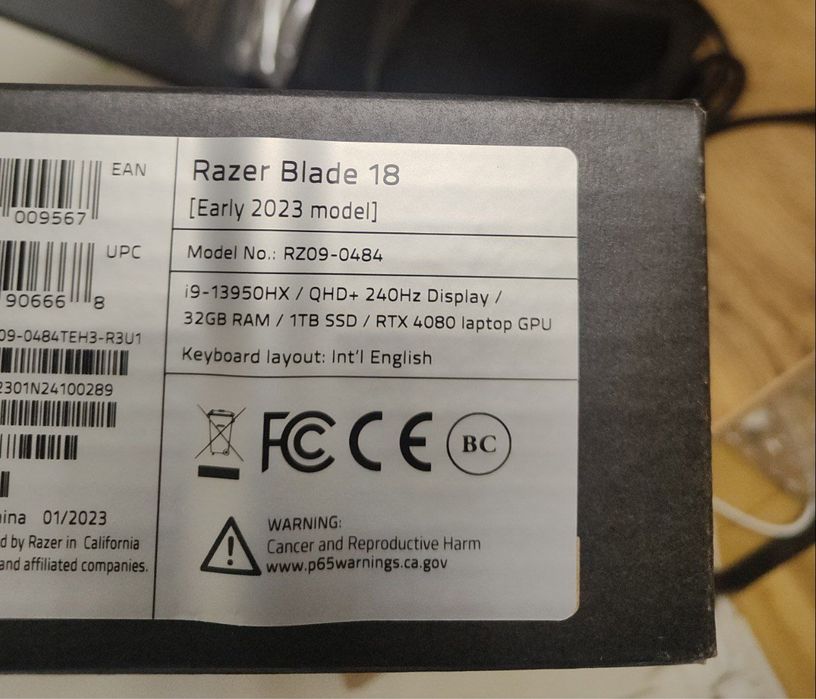 EAN
009567
UPC
90666 8
09-0484TEH3-R3U1
2301N24100289
ina 01/2023
d by Razer in California
and affiliated companies.
Razer Blade 18
[Early 2023 model]
Model No.: RZ09-0484
i9-13950HX / QHD+ 240Hz Display /
32GB RAM / 1TB SSD / RTX 4080 laptop GPU
Keyboard layout: Int'l English
FC CE BC
WARNING:
Cancer and Reproductive Harm
www.p65warnings.ca.gov